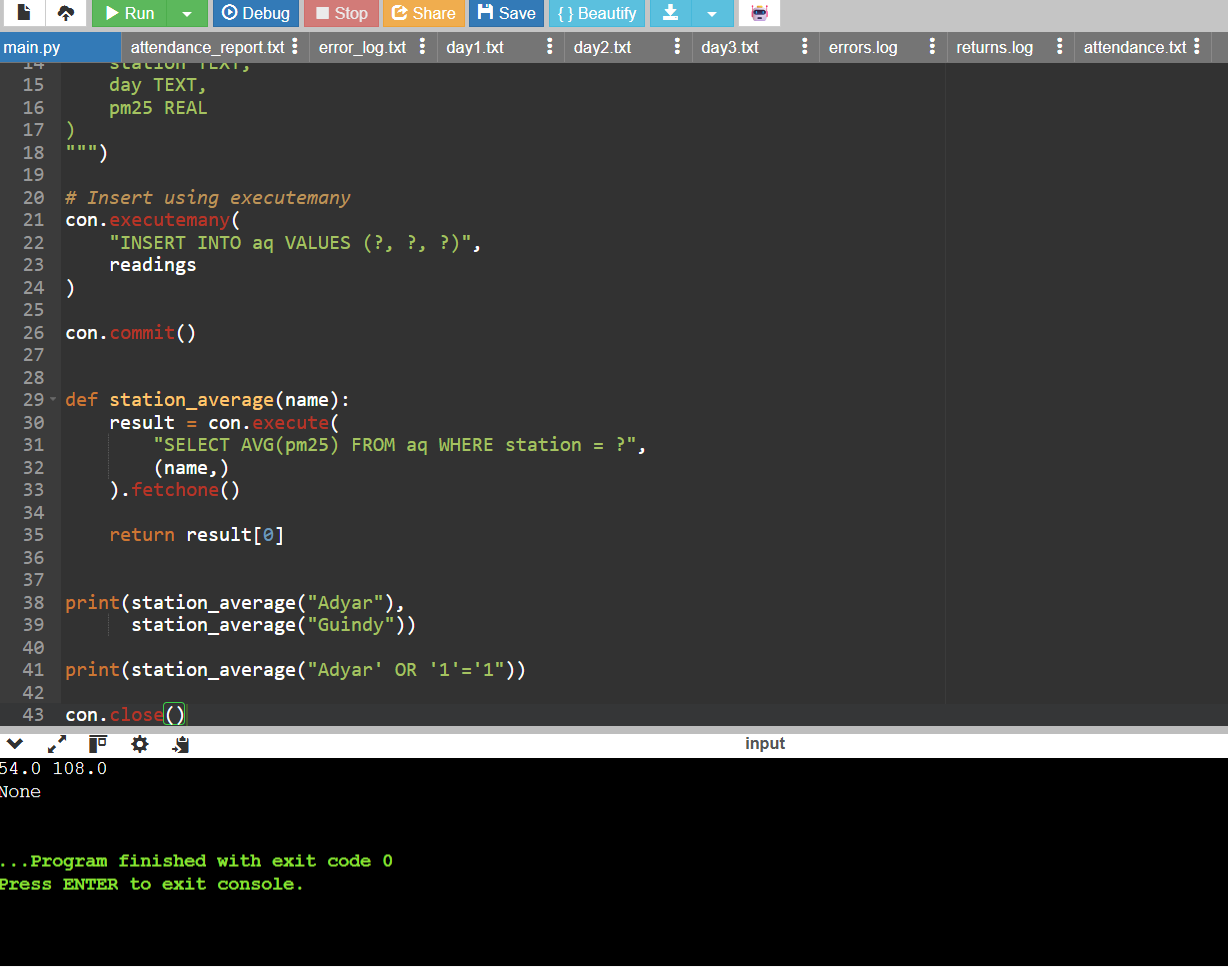 Run Debug Stop Share Save { } Beautify
main.py attendance_report.txt error_log.txt day1.txt day2.txt day3.txt errors.log returns.log attendance.txt
14     station TEXT,
15     day TEXT,
16     pm25 REAL
17 )
18 """)
19
20 # Insert using executemany
21 con.executemany(
22     "INSERT INTO aq VALUES (?, ?, ?)",
23     readings
24 )
25
26 con.commit()
27
28
29 def station_average(name):
30     result = con.execute(
31         "SELECT AVG(pm25) FROM aq WHERE station = ?",
32         (name,)
33     ).fetchone()
34
35     return result[0]
36
37
38 print(station_average("Adyar"),
39       station_average("Guindy"))
40
41 print(station_average("Adyar' OR '1'='1"))
42
43 con.close()
input
54.0 108.0
None
...Program finished with exit code 0
Press ENTER to exit console.